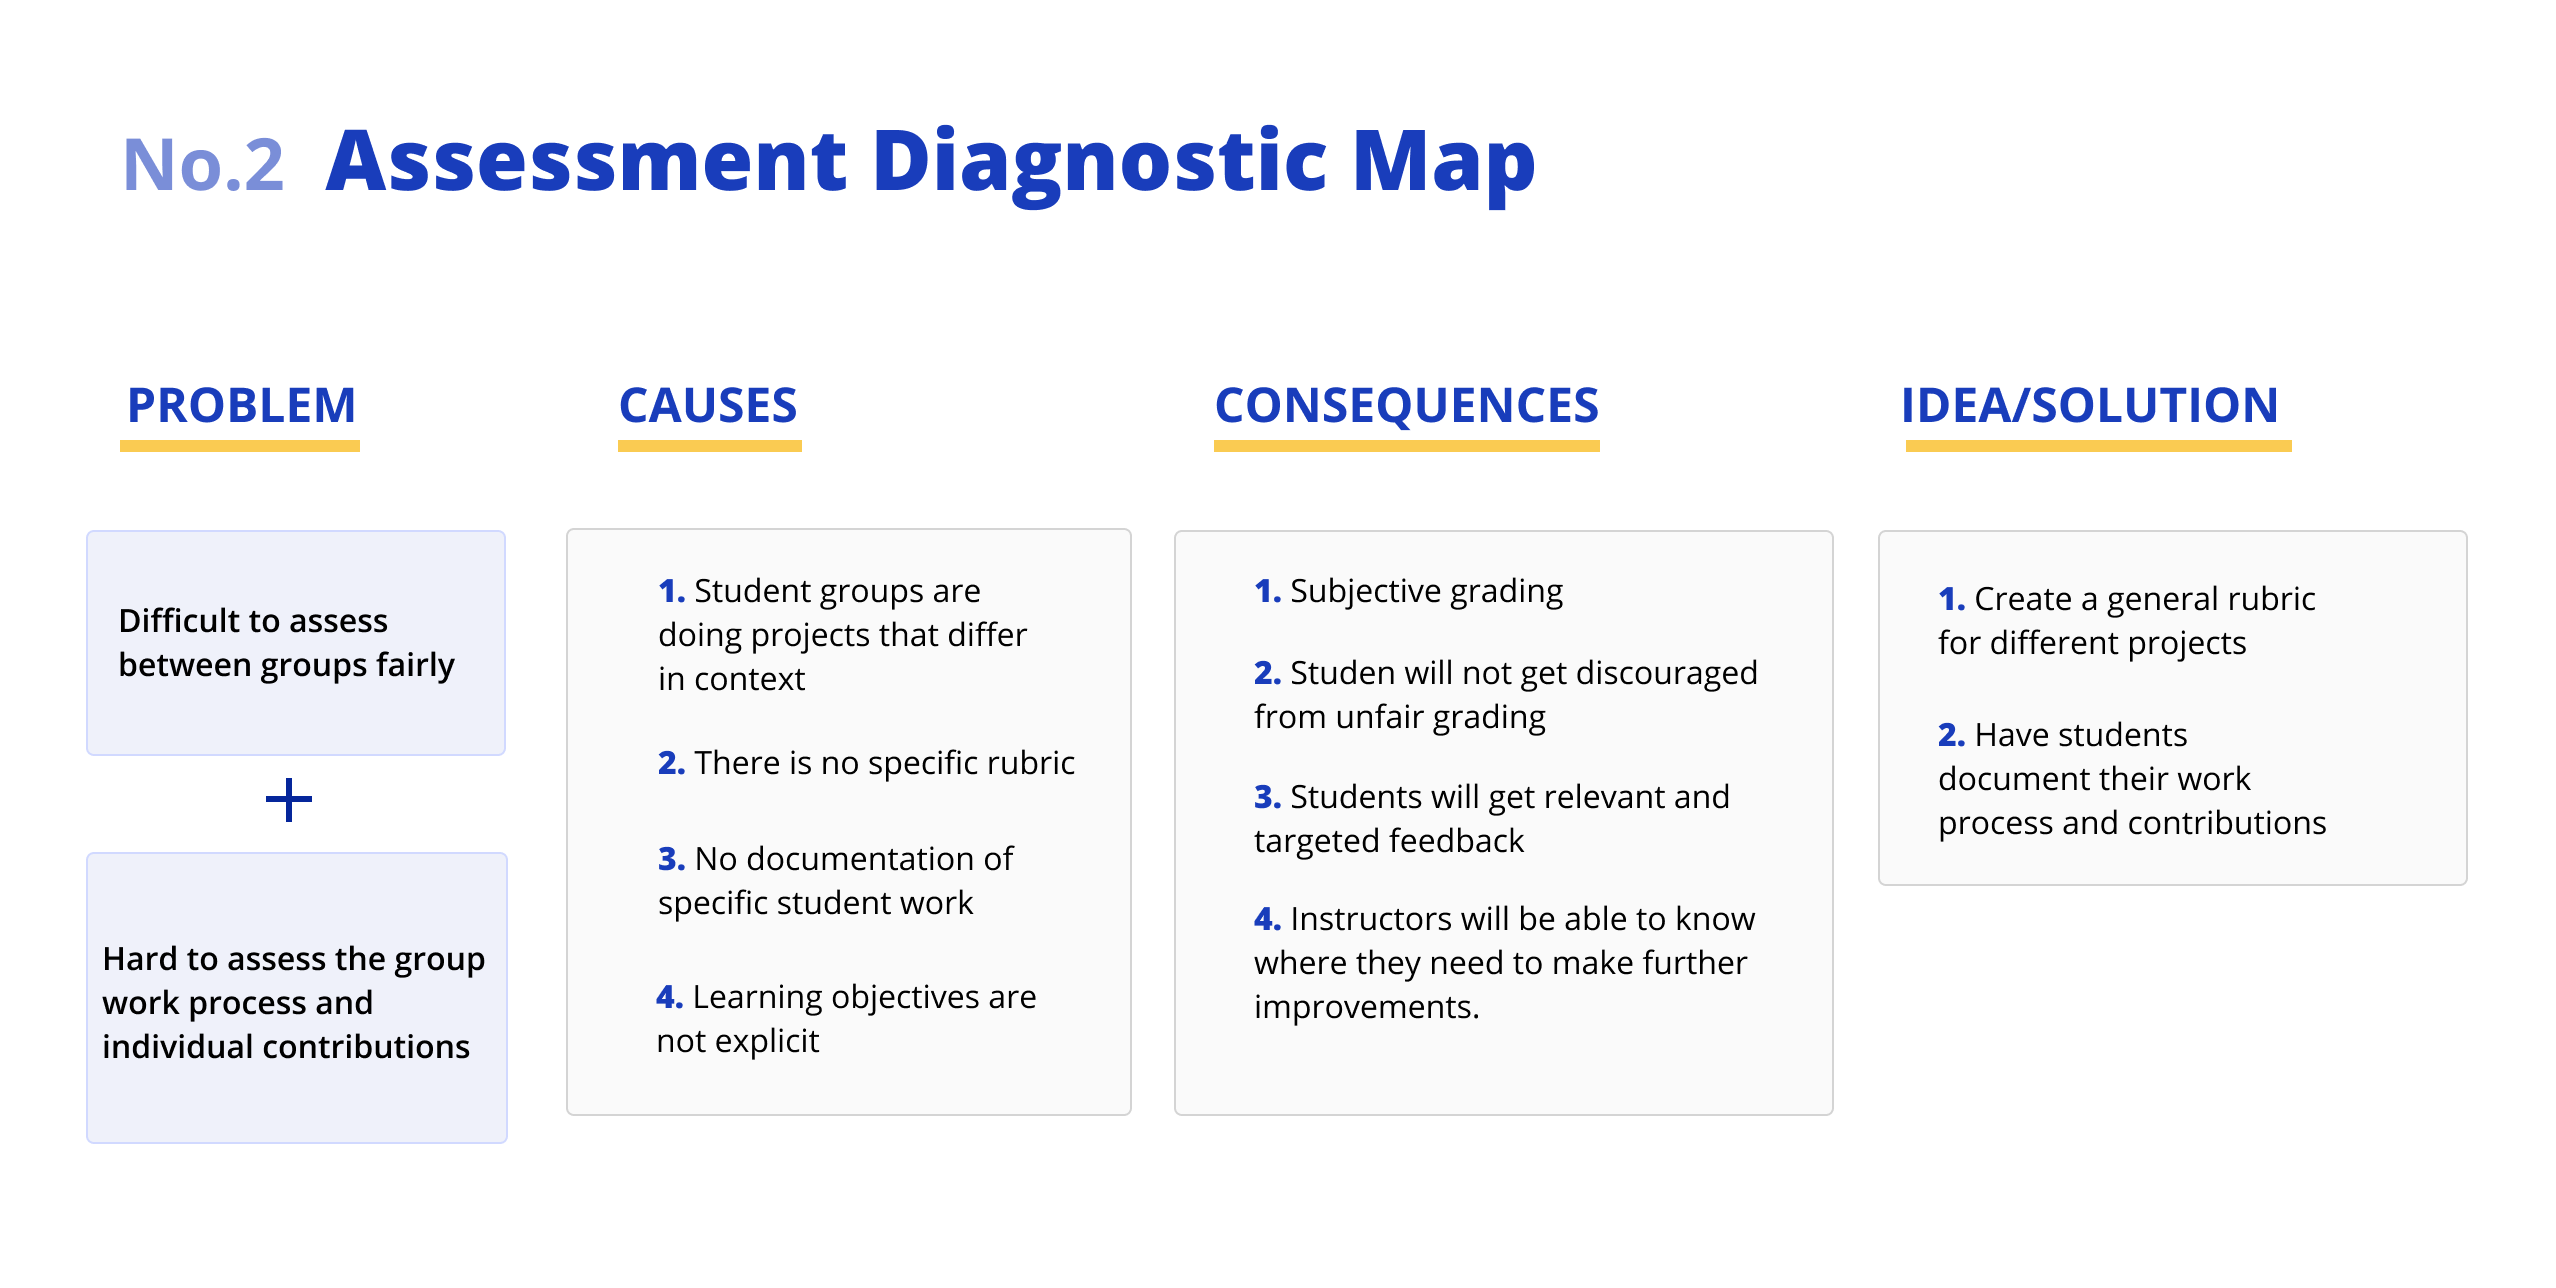 No.2 Assessment Diagnostic Map
PROBLEM
Difficult to assess
between groups fairly
+
Hard to assess the group
work process and
individual contributions
CAUSES
1. Student groups are
doing projects that differ
in context
2. There is no specific rubric
3. No documentation of
specific student work
4. Learning objectives are
not explicit
CONSEQUENCES
1. Subjective grading
2. Studen will not get discouraged
from unfair grading
3. Students will get relevant and
targeted feedback
4. Instructors will be able to know
where they need to make further
improvements.
IDEA/SOLUTION
1. Create a general rubric
for different projects
2. Have students
document their work
process and contributions